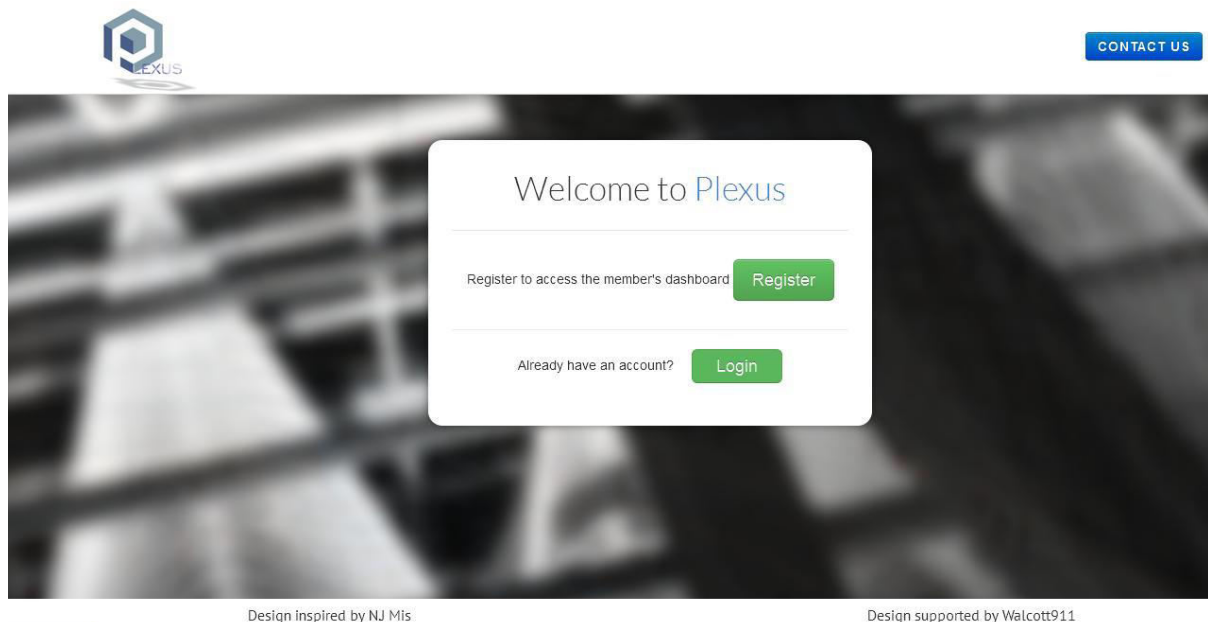 PLEXUS
CONTACT US
Welcome to Plexus
Register to access the member's dashboard Register
Already have an account? Login
Design inspired by NJ Mis
Design supported by Walcott911